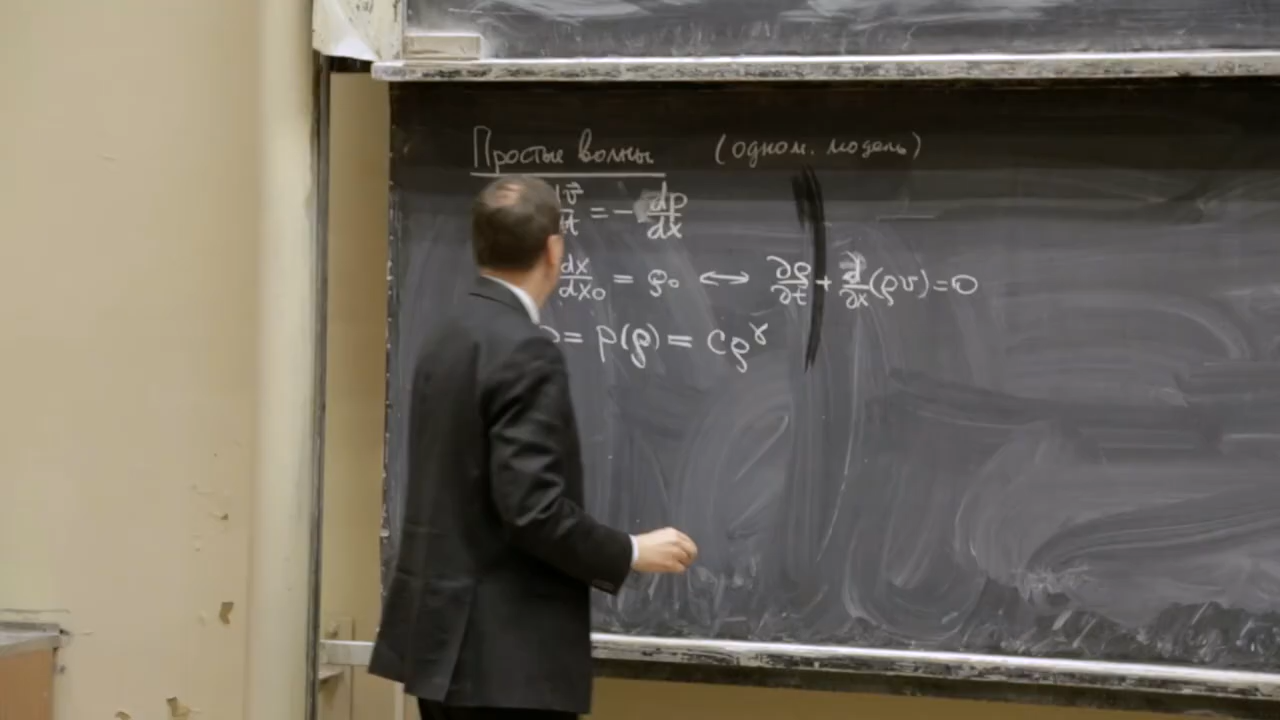 Простые волны (одном. модель)
dv⃗/dt = - dp/dx
dx/dx₀ = ρ₀ ⟷ ∂ρ/∂t + ∂/∂x (ρv) = 0
= p(ρ) = Cρ^γ